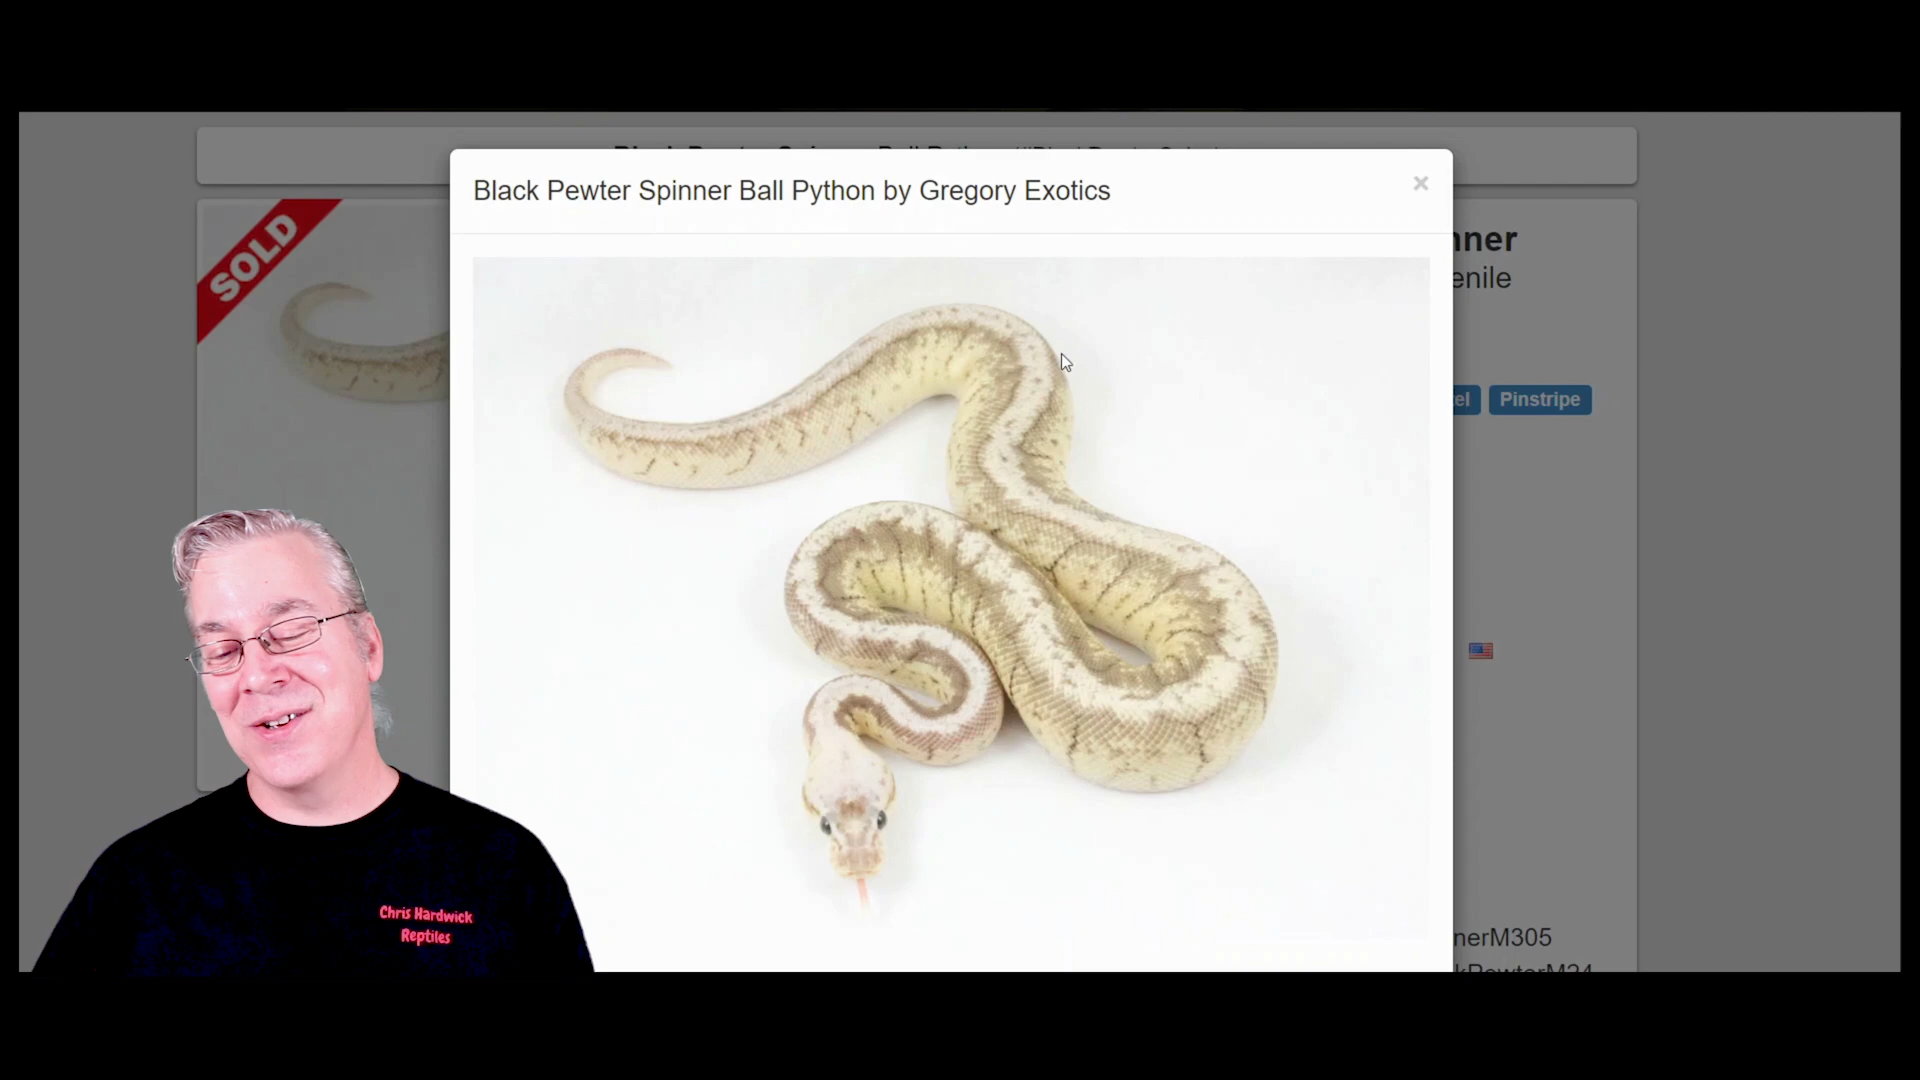 Black Pewter Spinner Ball Python by Gregory Exotics
×
SOLD
nner
enile
el
Pinstripe
Chris Hardwick
Reptiles
nerM305